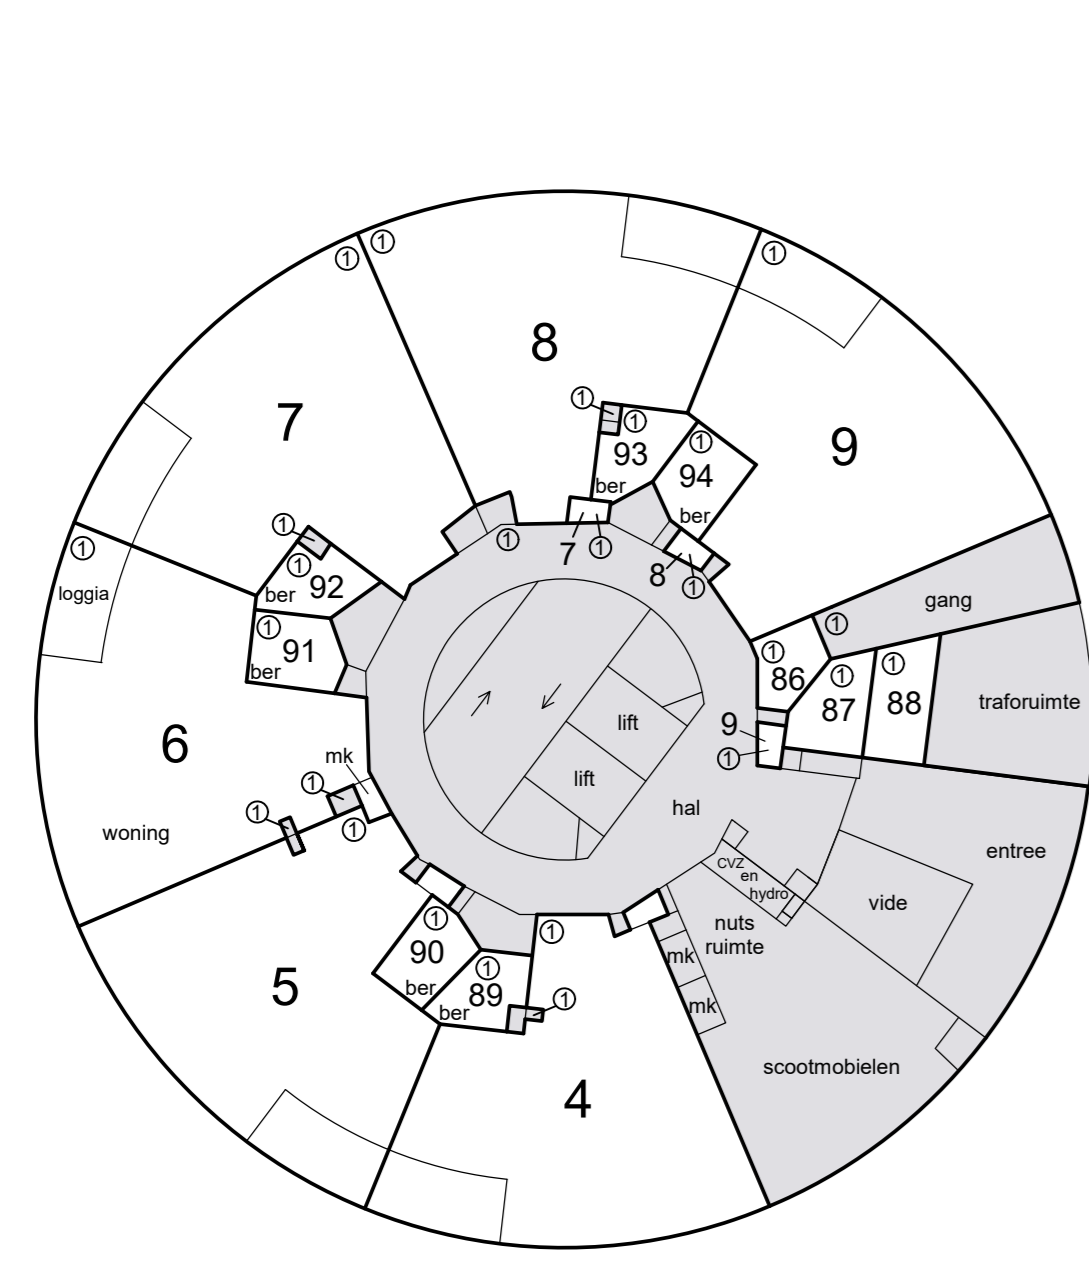 ①
①
①
8
7
9
①
①
93
①
94
ber
ber
①
①
①
92
ber
7
①
8
①
①
loggia
①
91
ber
gang
①
①
86
①
87
①
88
traforuimte
6
mk
①
①
①
woning
lift
lift
9
①
hal
entree
CVZ
en
hydro
vide
nuts
ruimte
mk
mk
①
90
ber
①
①
89
ber
①
5
4
scootmobielen